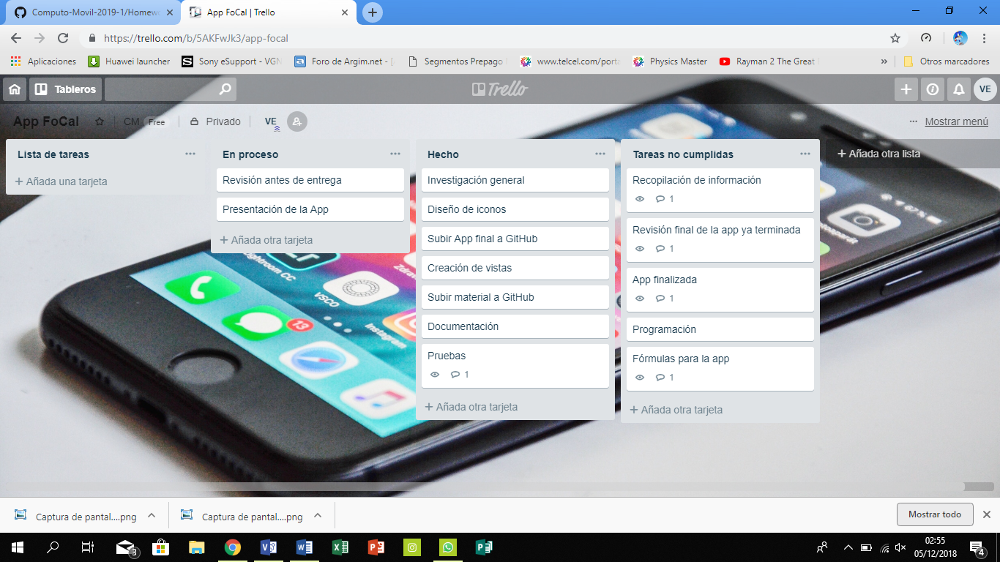 Computo-Movil-2019-1/Homew
App FoCal | Trello
https://trello.com/b/5AKFwJk3/app-focal
Aplicaciones
Huawei launcher
Sony eSupport - VGN
Foro de Argim.net - [
Segmentos Prepago
www.telcel.com/porta
Physics Master
Rayman 2 The Great
»
Otros marcadores
Tableros
Trello
VE
App FoCal
CM
Free
Privado
VE
Mostrar menú
Lista de tareas
+ Añada una tarjeta
En proceso
Revisión antes de entrega
Presentación de la App
+ Añada otra tarjeta
Hecho
Investigación general
Diseño de iconos
Subir App final a GitHub
Creación de vistas
Subir material a GitHub
Documentación
Pruebas
1
+ Añada otra tarjeta
Tareas no cumplidas
Recopilación de información
1
Revisión final de la app ya terminada
1
App finalizada
1
Programación
Fórmulas para la app
1
+ Añada otra tarjeta
+ Añada otra lista
67%
Lightroom CC
VSCO
Instagram
13
Captura de pantal....png
Captura de pantal....png
Mostrar todo
3
02:55
05/12/2018
4